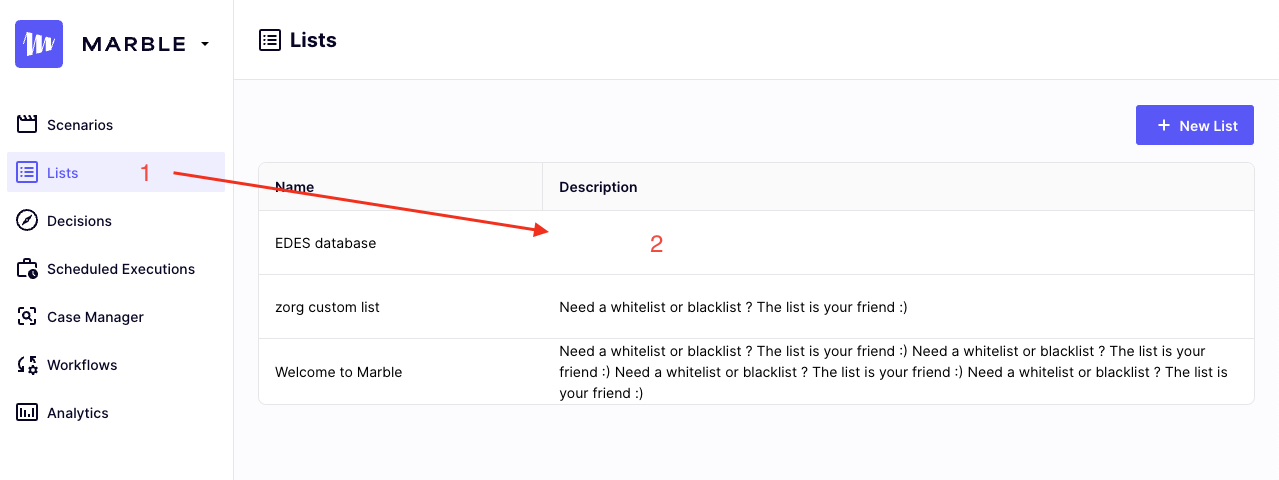 MARBLE
Lists
Scenarios
Lists 1
Decisions
Scheduled Executions
Case Manager
Workflows
Analytics
+ New List
Name Description
EDES database 2
zorg custom list Need a whitelist or blacklist ? The list is your friend :)
Need a whitelist or blacklist ? The list is your friend :) Need a whitelist or blacklist ? The list is your
Welcome to Marble friend :) Need a whitelist or blacklist ? The list is your friend :) Need a whitelist or blacklist ? The list is
your friend :)